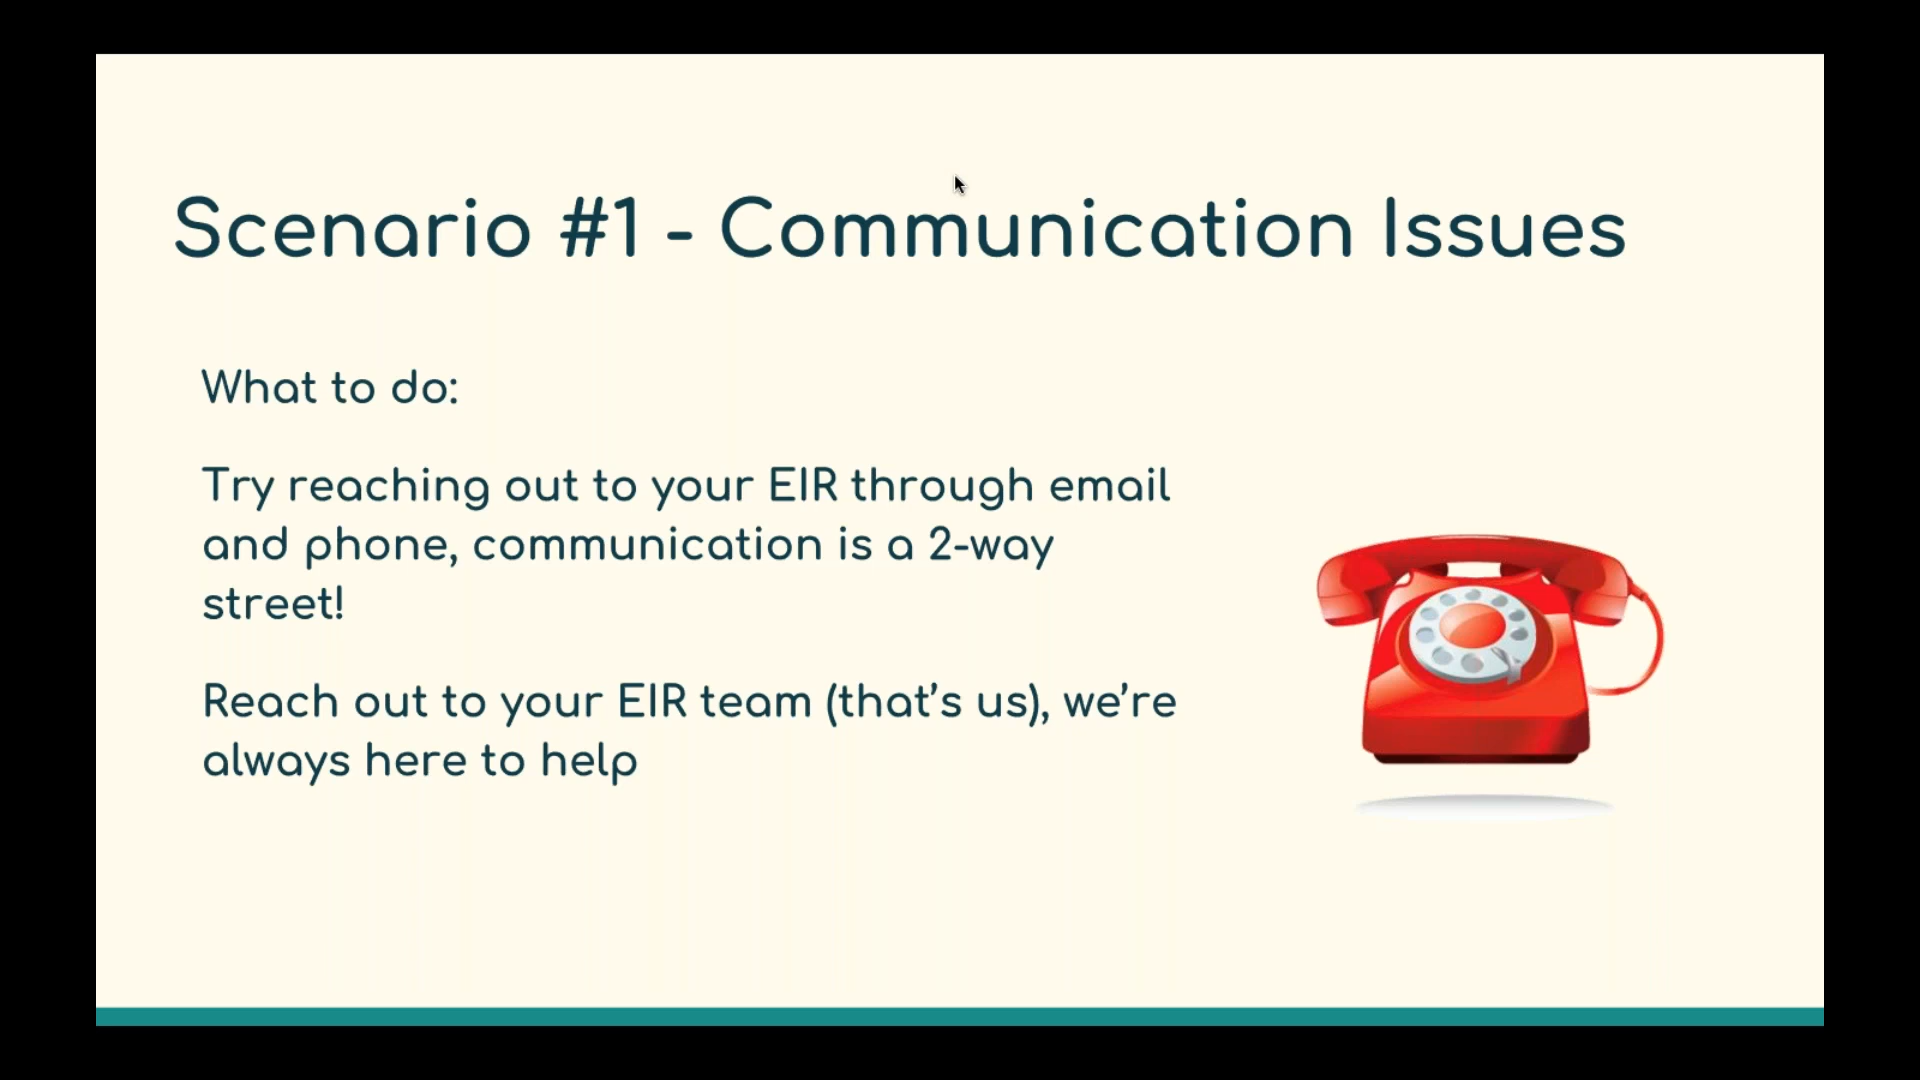 Scenario #1 - Communication Issues
What to do:
Try reaching out to your EIR through email
and phone, communication is a 2-way
street!
Reach out to your EIR team (that’s us), we’re
always here to help